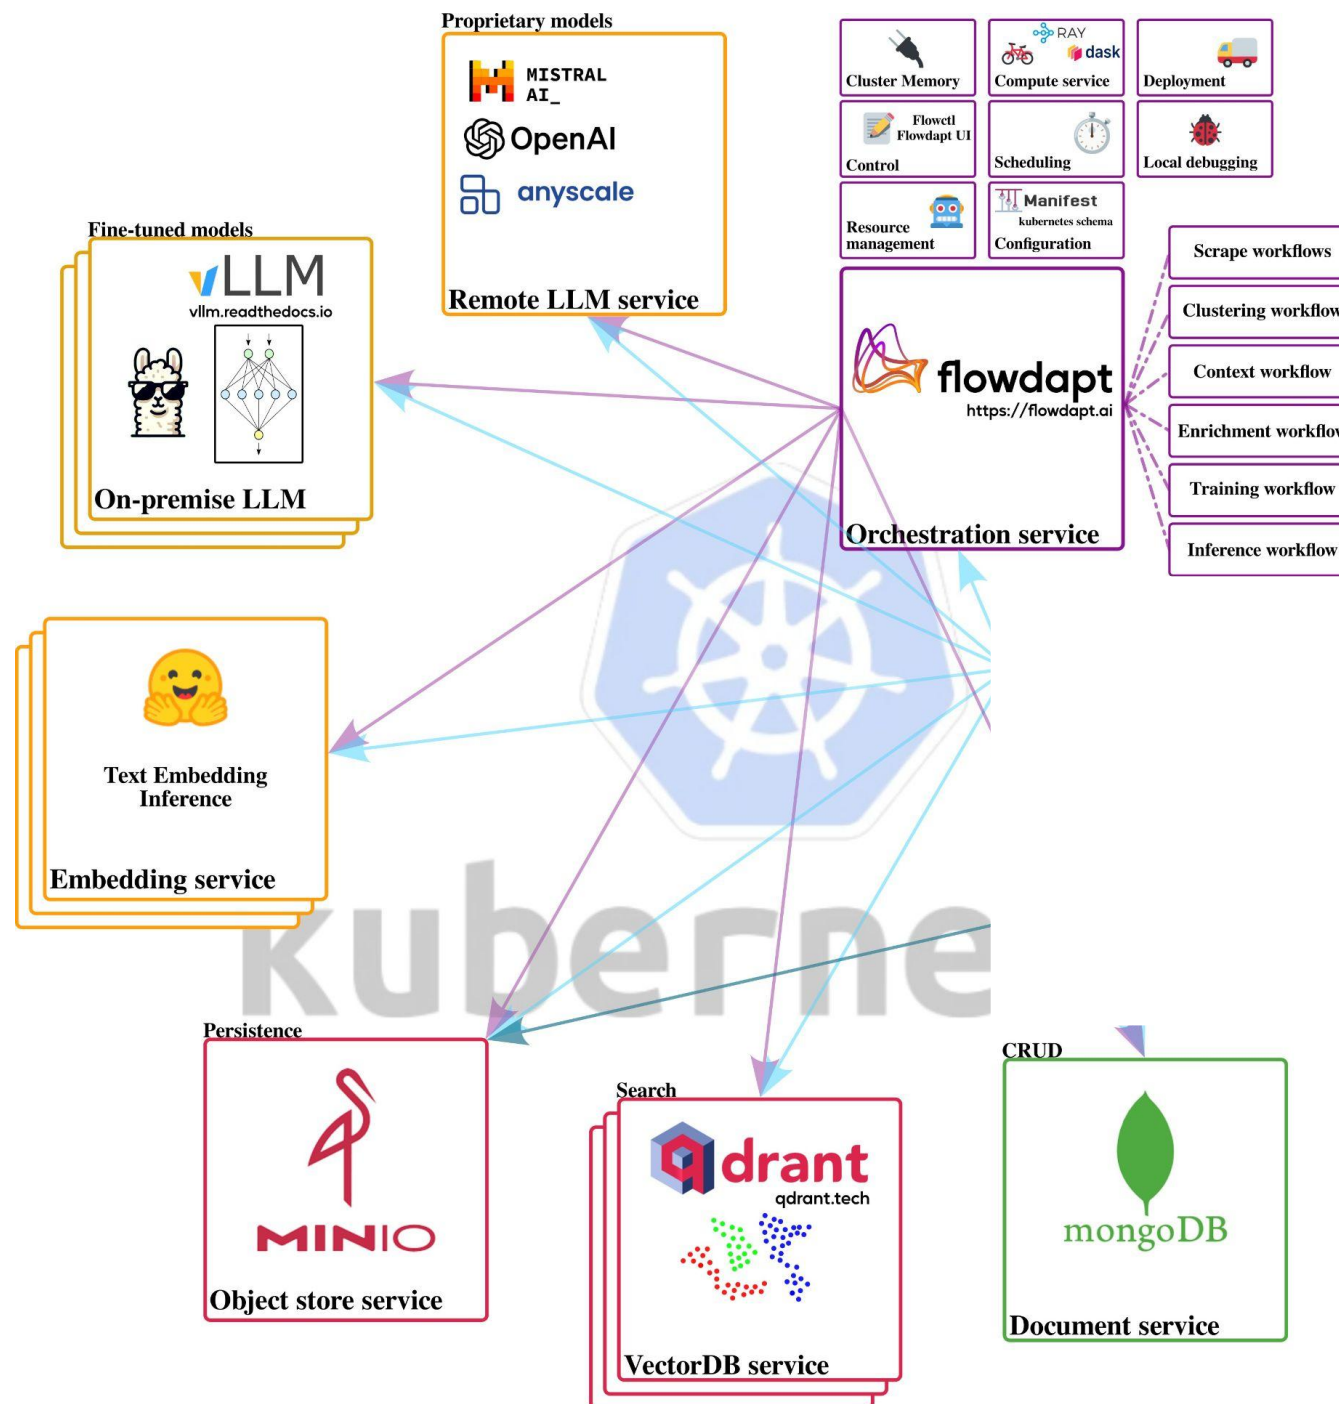 Proprietary models
MISTRAL
AI_
OpenAI
anyscale
Remote LLM service
Cluster Memory
RAY
dask
Compute service
Deployment
Flowctl
Flowdapt UI
Control
Scheduling
Local debugging
Resource
management
Manifest
kubernetes schema
Configuration
Fine-tuned models
vLLM
vllm.readthedocs.io
On-premise LLM
flowdapt
https://flowdapt.ai
Orchestration service
Scrape workflows
Clustering workflow
Context workflow
Enrichment workflow
Training workflow
Inference workflow
Text Embedding
Inference
Embedding service
kuberne
Persistence
MINIO
Object store service
Search
qdrant
qdrant.tech
VectorDB service
CRUD
mongoDB
Document service